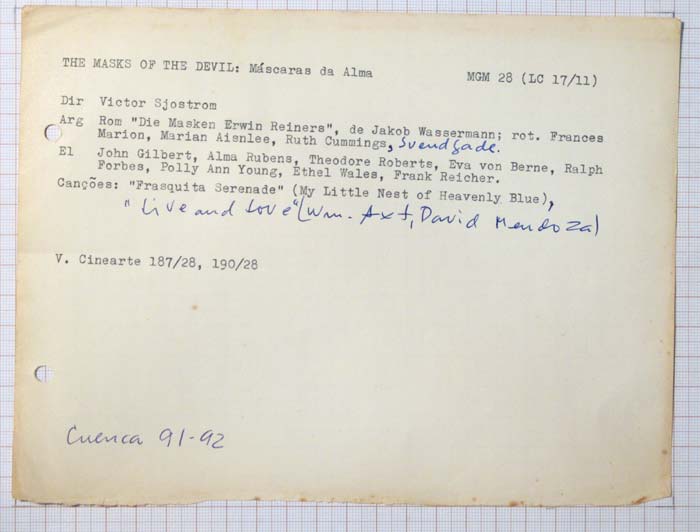 THE MASKS OF THE DEVIL: Máscaras da Alma MGM 28 (LC 17/11)
Dir Victor Sjostrom
Arg Rom "Die Masken Erwin Reiners", de Jakob Wassermann; rot. Frances
Marion, Marian Aisnlee, Ruth Cummings, Svend Gade.
El John Gilbert, Alma Rubens, Theodore Roberts, Eva von Berne, Ralph
Forbes, Polly Ann Young, Ethel Wales, Frank Reicher.
Canções: "Frasquita Serenade" (My Little Nest of Heavenly Blue),
"Live and Love" (Wm. Axt, David Mendoza)
V. Cinearte 187/28, 190/28
Cuenca 91-92